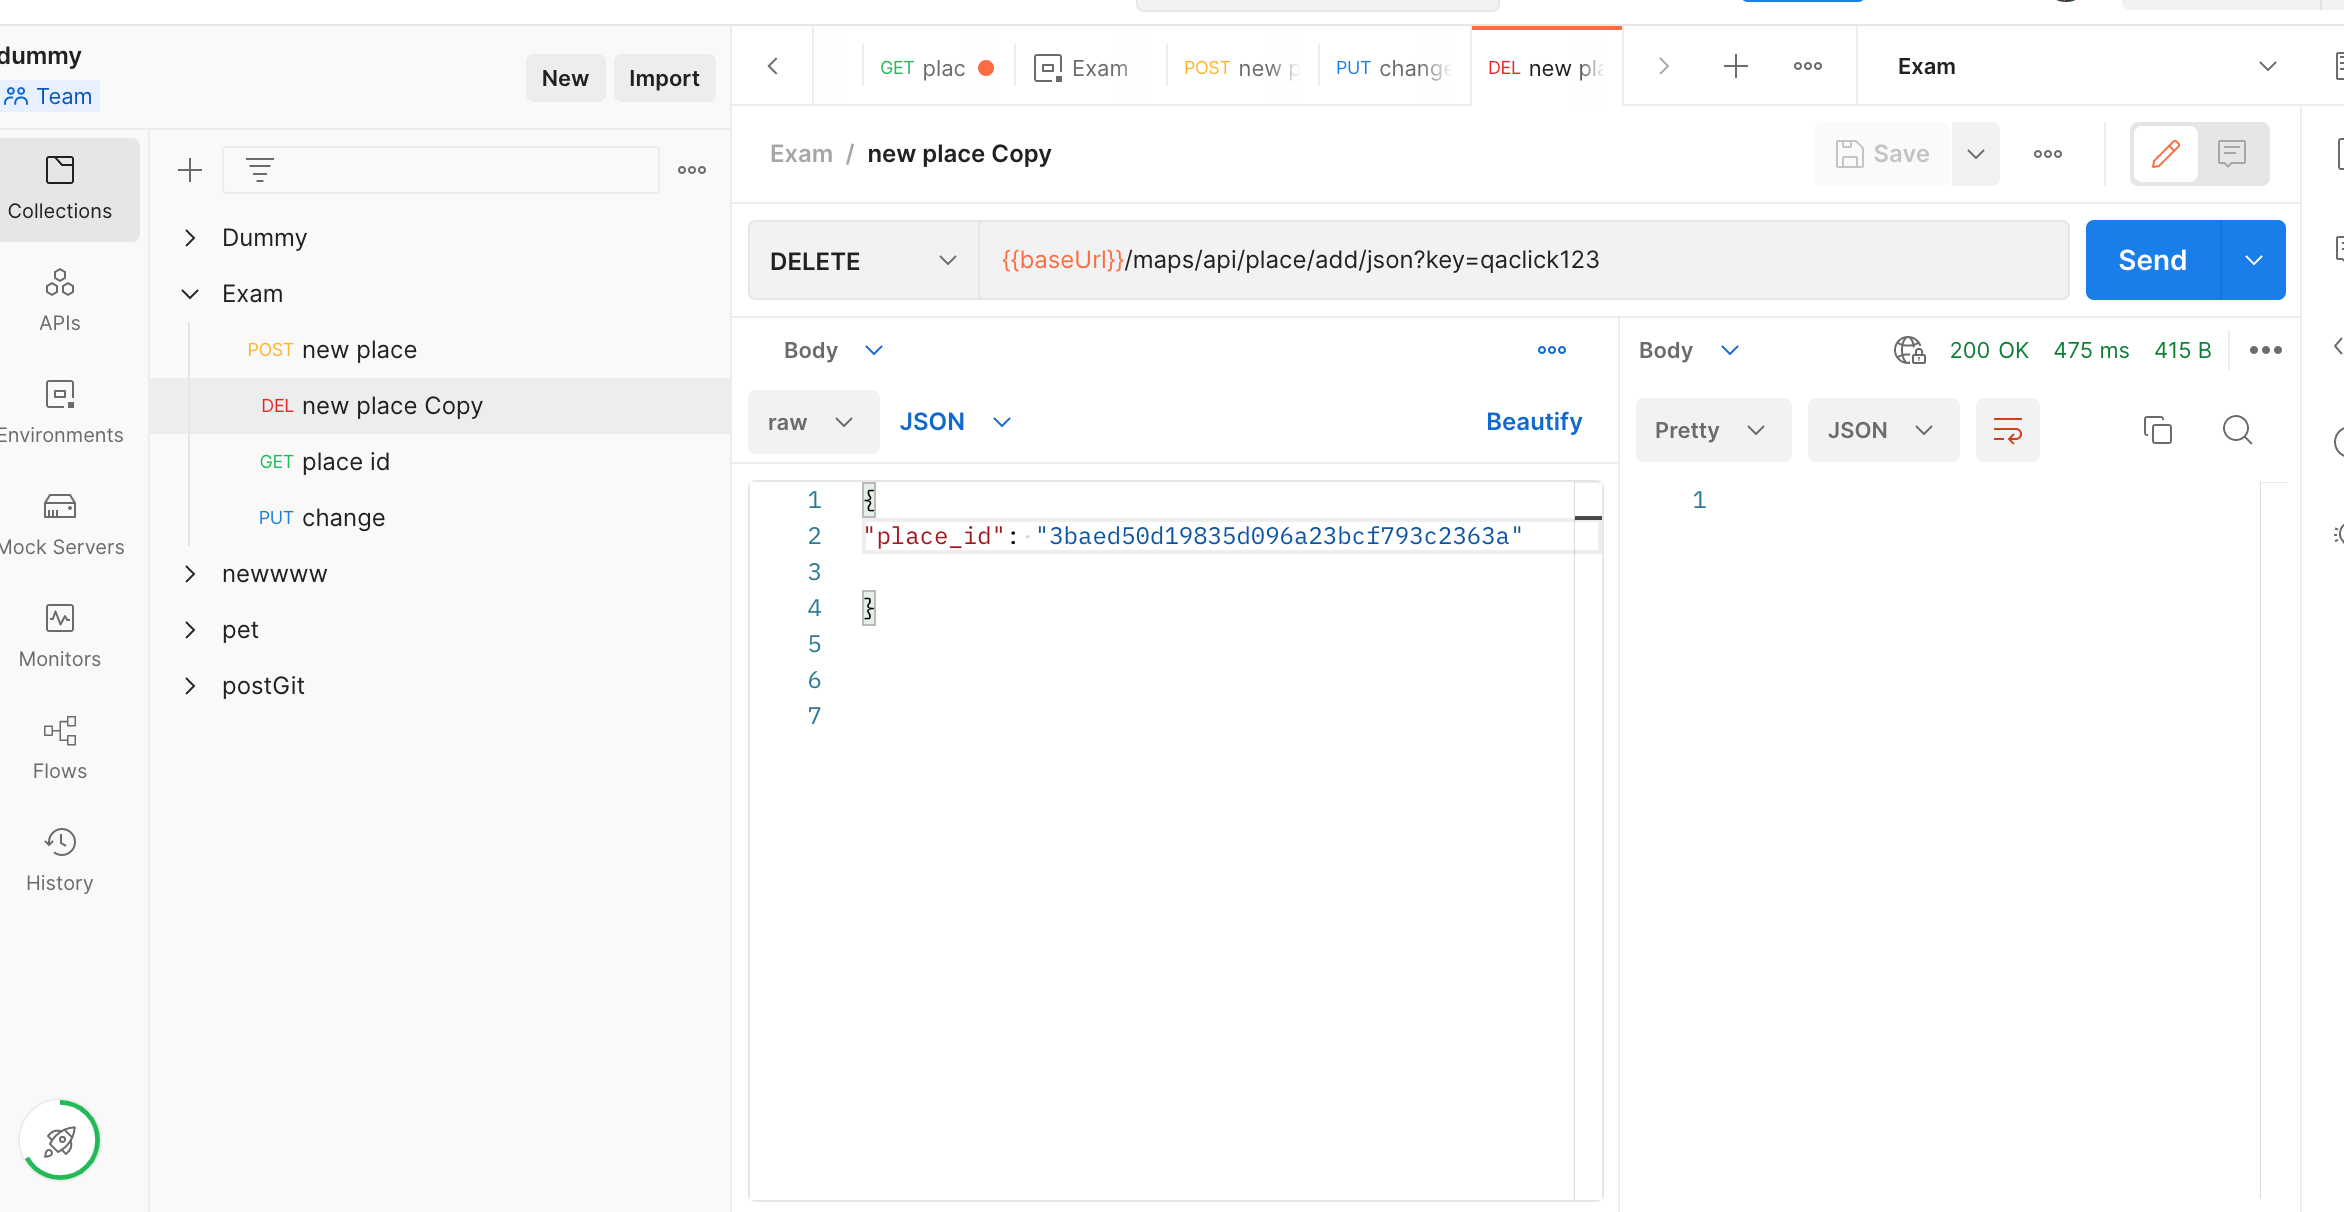 dummy
Team
New
Import
GET plac
Exam
POST new p
PUT change
DEL new pla
Exam
Collections
APIs
Environments
Mock Servers
Monitors
Flows
History
Dummy
Exam
POST new place
DEL new place Copy
GET place id
PUT change
newwww
pet
postGit
Exam / new place Copy
Save
DELETE
{{baseUrl}}/maps/api/place/add/json?key=qaclick123
Send
Body
raw
JSON
Beautify
1 {
2 "place_id": "3baed50d19835d096a23bcf793c2363a"
3
4 }
5
6
7
Body
200 OK 475 ms 415 B
Pretty
JSON
1